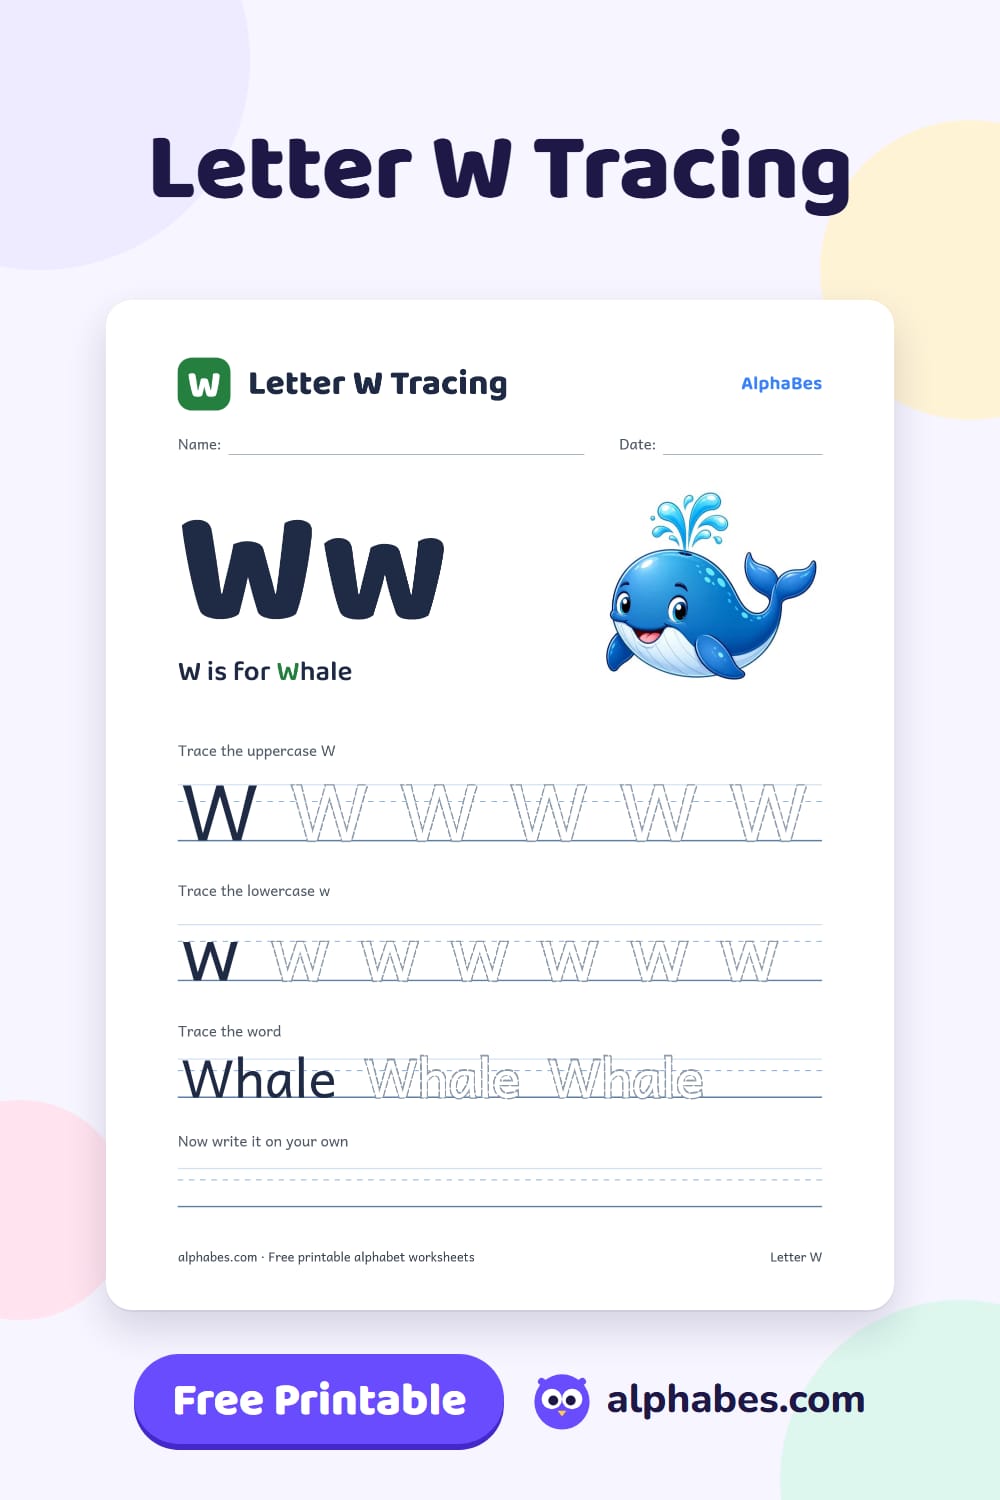 Letter W Tracing
W Letter W Tracing AlphaBes
Name: Date:
Ww
W is for Whale
Trace the uppercase W
W W W W W W
Trace the lowercase w
w w w w w w w
Trace the word
Whale Whale Whale
Now write it on your own
alphabes.com · Free printable alphabet worksheets Letter W
Free Printable alphabes.com